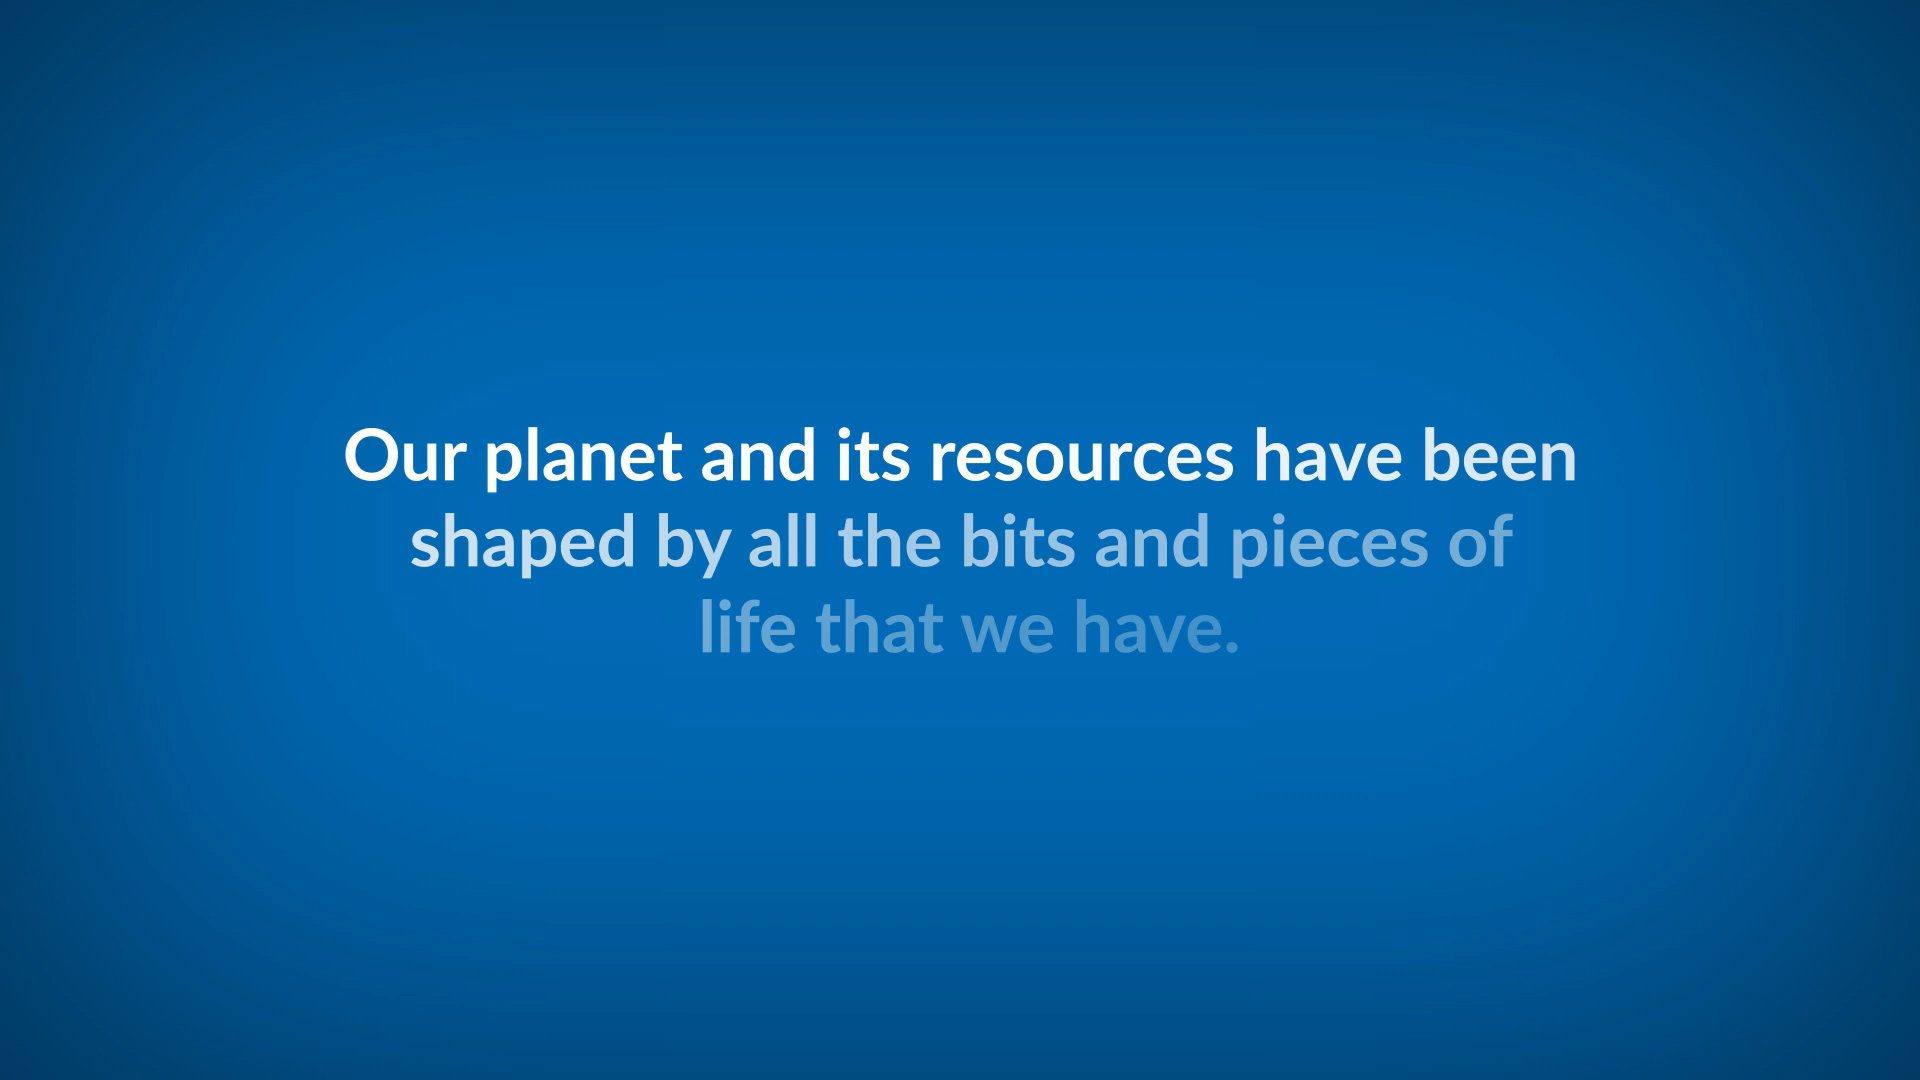 Our planet and its resources have been
shaped by all the bits and pieces of
life that we have.